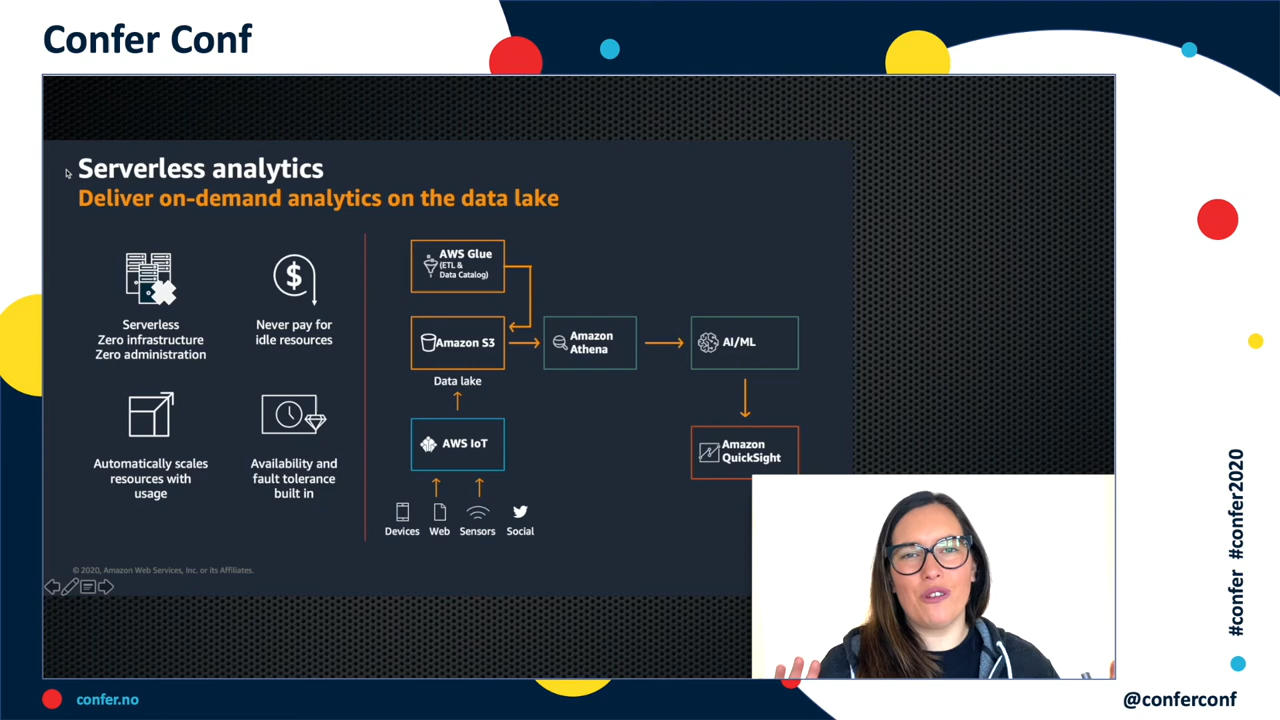 Confer Conf
Serverless analytics
Deliver on-demand analytics on the data lake
Serverless
Zero infrastructure
Zero administration
Never pay for
idle resources
Automatically scales
resources with
usage
Availability and
fault tolerance
built in
AWS Glue
(ETL &
Data Catalog)
Amazon S3
Data lake
Amazon
Athena
AI/ML
AWS IoT
Amazon
QuickSight
Devices
Web
Sensors
Social
© 2020, Amazon Web Services, Inc. or its Affiliates.
#confer #confer2020
confer.no
@conferconf